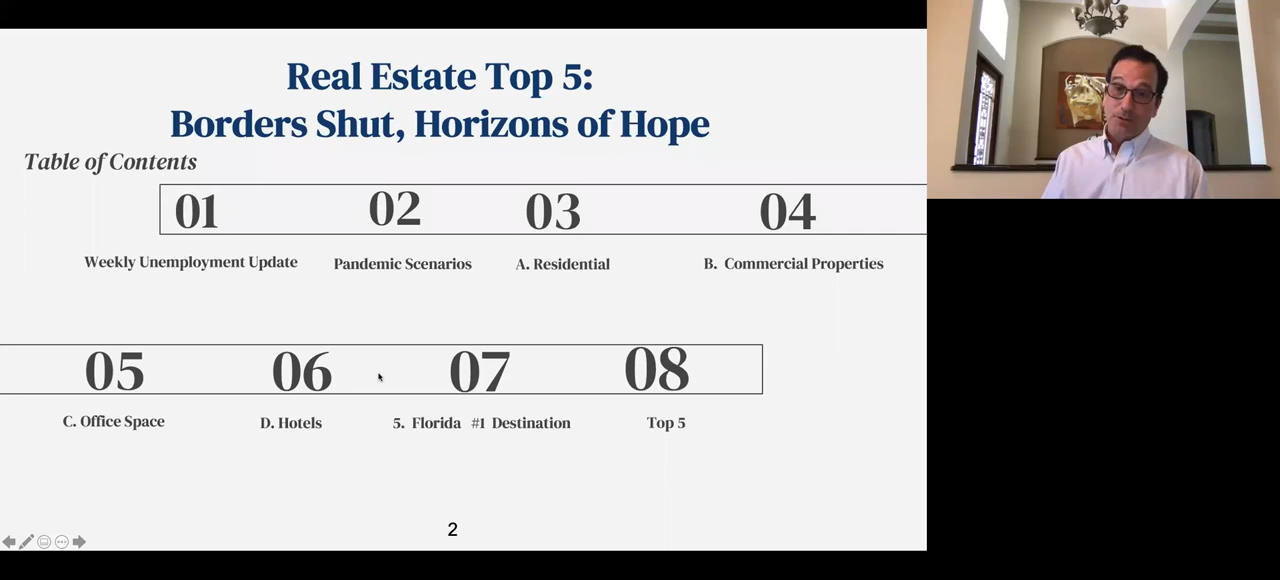 Real Estate Top 5:
Borders Shut, Horizons of Hope
Table of Contents
01 02 03 04
Weekly Unemployment Update Pandemic Scenarios A. Residential B. Commercial Properties
05 06 07 08
C. Office Space D. Hotels 5. Florida #1 Destination Top 5
2